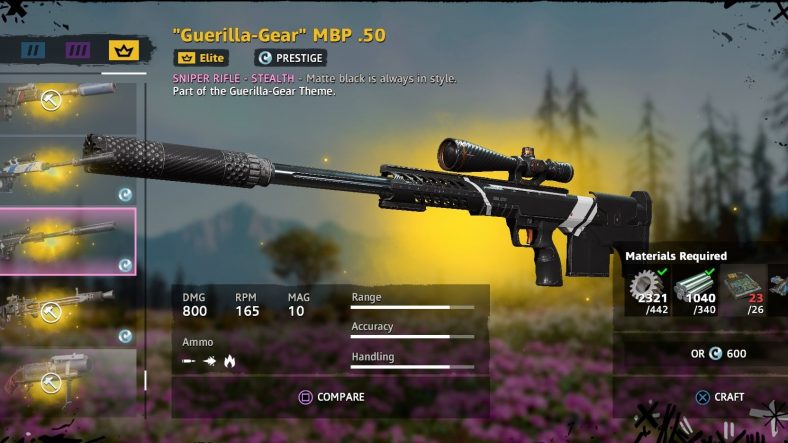 "Guerilla-Gear" MBP .50
II III Elite PRESTIGE
SNIPER RIFLE - STEALTH - Matte black is always in style.
Part of the Guerilla-Gear Theme.
DMG RPM MAG
800 165 10
Ammo
Range
Accuracy
Handling
COMPARE
Materials Required
2321 1040 23
/442 /340 /26
OR 600
CRAFT